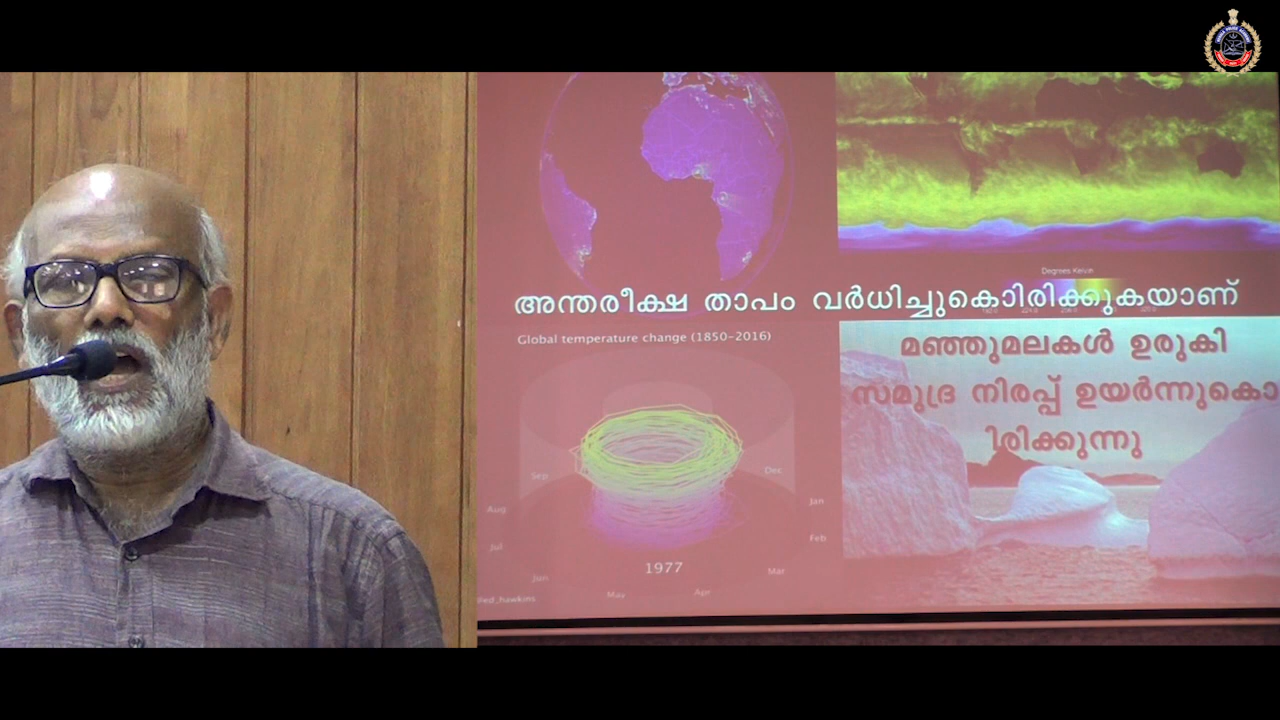 Degrees Kelvin
അന്തരീക്ഷ താപം വർധിച്ചുകൊിരിക്കുകയാണ്
Global temperature change (1850-2016)
മഞ്ഞുമലകൾ ഉരുകി
സമുദ്ര നിരപ്പ് ഉയർന്നുകൊ
ിരിക്കുന്നു
Sep
Dec
Aug
Jan
Jul
Feb
Jun
Mar
1977
May
Apr
@ed_hawkins